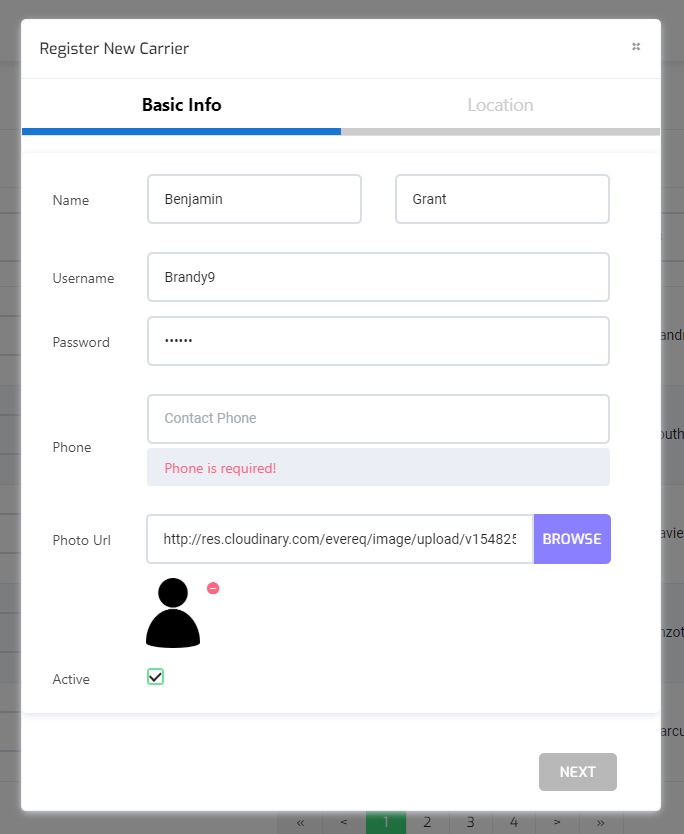 Register New Carrier
Basic Info Location
Name Benjamin Grant
Username Brandy9
Password ••••••
Phone Contact Phone
Phone is required!
Photo Url http://res.cloudinary.com/evereq/image/upload/v154825 BROWSE
Active
NEXT
« < 1 2 3 4 > »